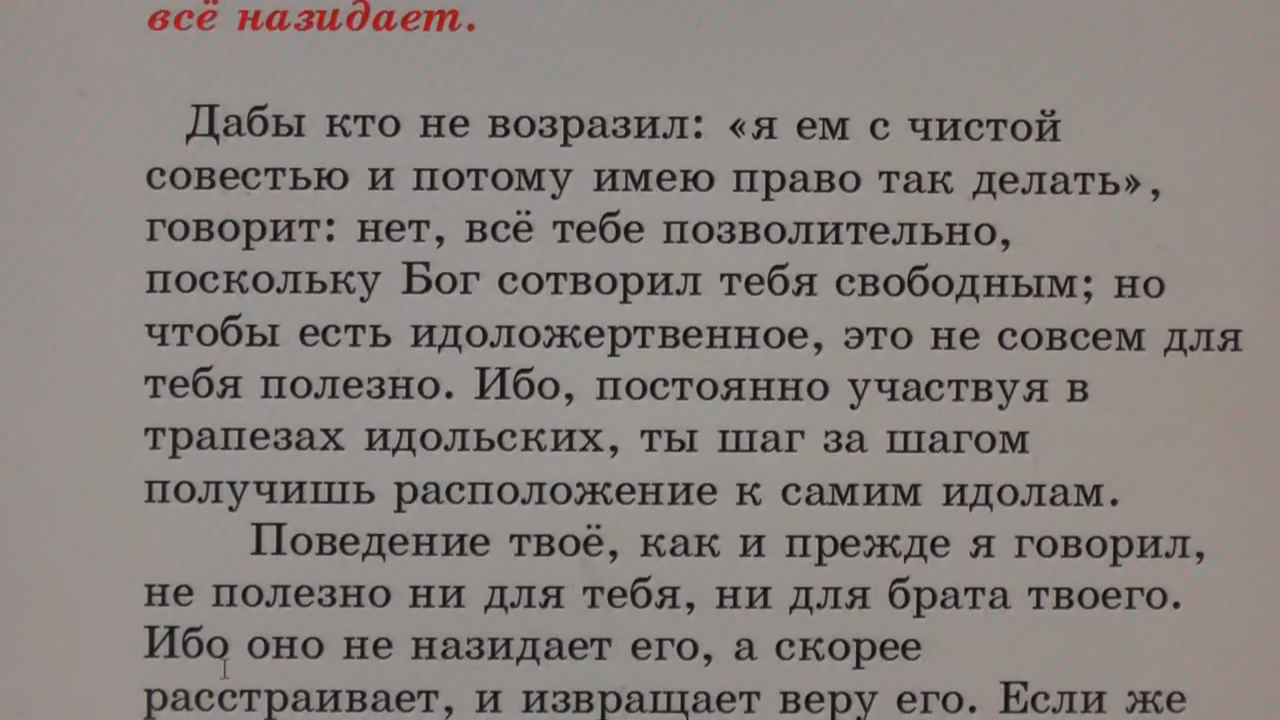 всё назидает.
Дабы кто не возразил: «я ем с чистой
совестью и потому имею право так делать»,
говорит: нет, всё тебе позволительно,
поскольку Бог сотворил тебя свободным; но
чтобы есть идоложертвенное, это не совсем для
тебя полезно. Ибо, постоянно участвуя в
трапезах идольских, ты шаг за шагом
получишь расположение к самим идолам.
Поведение твоё, как и прежде я говорил,
не полезно ни для тебя, ни для брата твоего.
Ибо оно не назидает его, а скорее
расстраивает, и извращает веру его. Если же